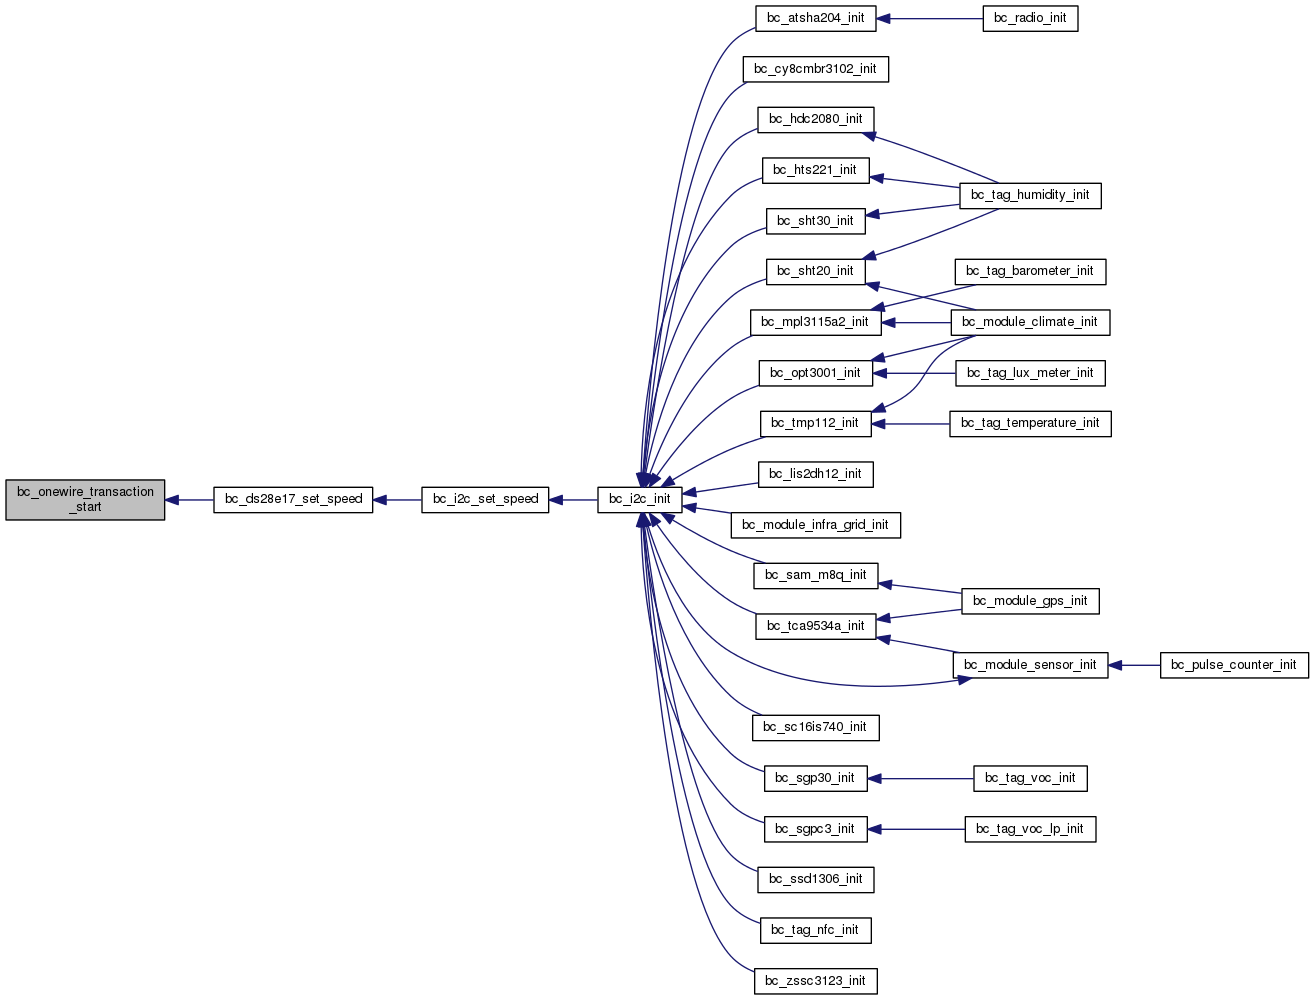 bc_onewire_transaction
_start
bc_ds28e17_set_speed
bc_i2c_set_speed
bc_i2c_init
bc_atsha204_init
bc_radio_init
bc_cy8cmbr3102_init
bc_hdc2080_init
bc_hts221_init
bc_tag_humidity_init
bc_sht30_init
bc_sht20_init
bc_tag_barometer_init
bc_mpl3115a2_init
bc_module_climate_init
bc_opt3001_init
bc_tag_lux_meter_init
bc_tmp112_init
bc_tag_temperature_init
bc_lis2dh12_init
bc_module_infra_grid_init
bc_sam_m8q_init
bc_module_gps_init
bc_tca9534a_init
bc_module_sensor_init
bc_pulse_counter_init
bc_sc16is740_init
bc_sgp30_init
bc_tag_voc_init
bc_sgpc3_init
bc_tag_voc_lp_init
bc_ssd1306_init
bc_tag_nfc_init
bc_zssc3123_init